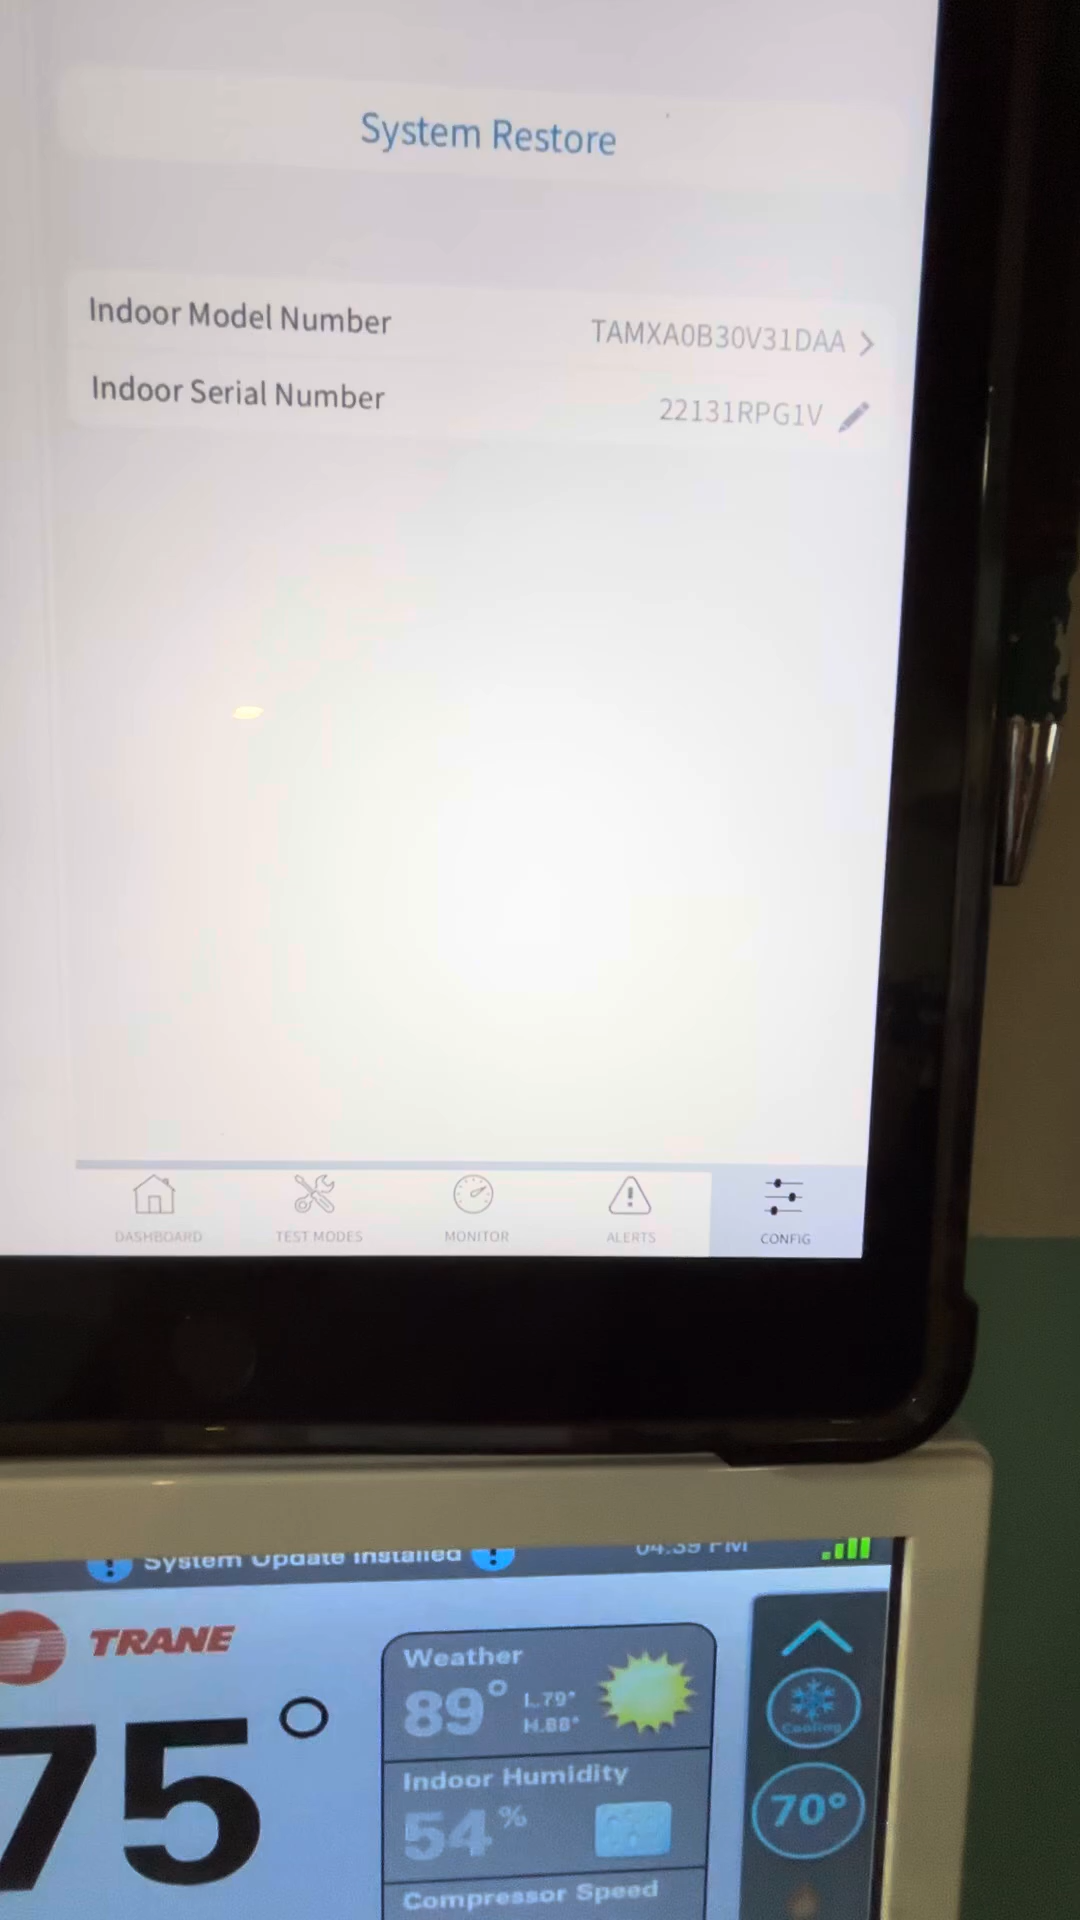 System Restore
Indoor Model Number
TAMXA0B30V31DAA
Indoor Serial Number
22131RPG1V
DASHBOARD
TEST MODES
MONITOR
ALERTS
CONFIG
System Update Installed
04:39 PM
TRANE
75°
Weather
89°
L.79°
H.88°
Indoor Humidity
54%
Compressor Speed
Cooling
70°